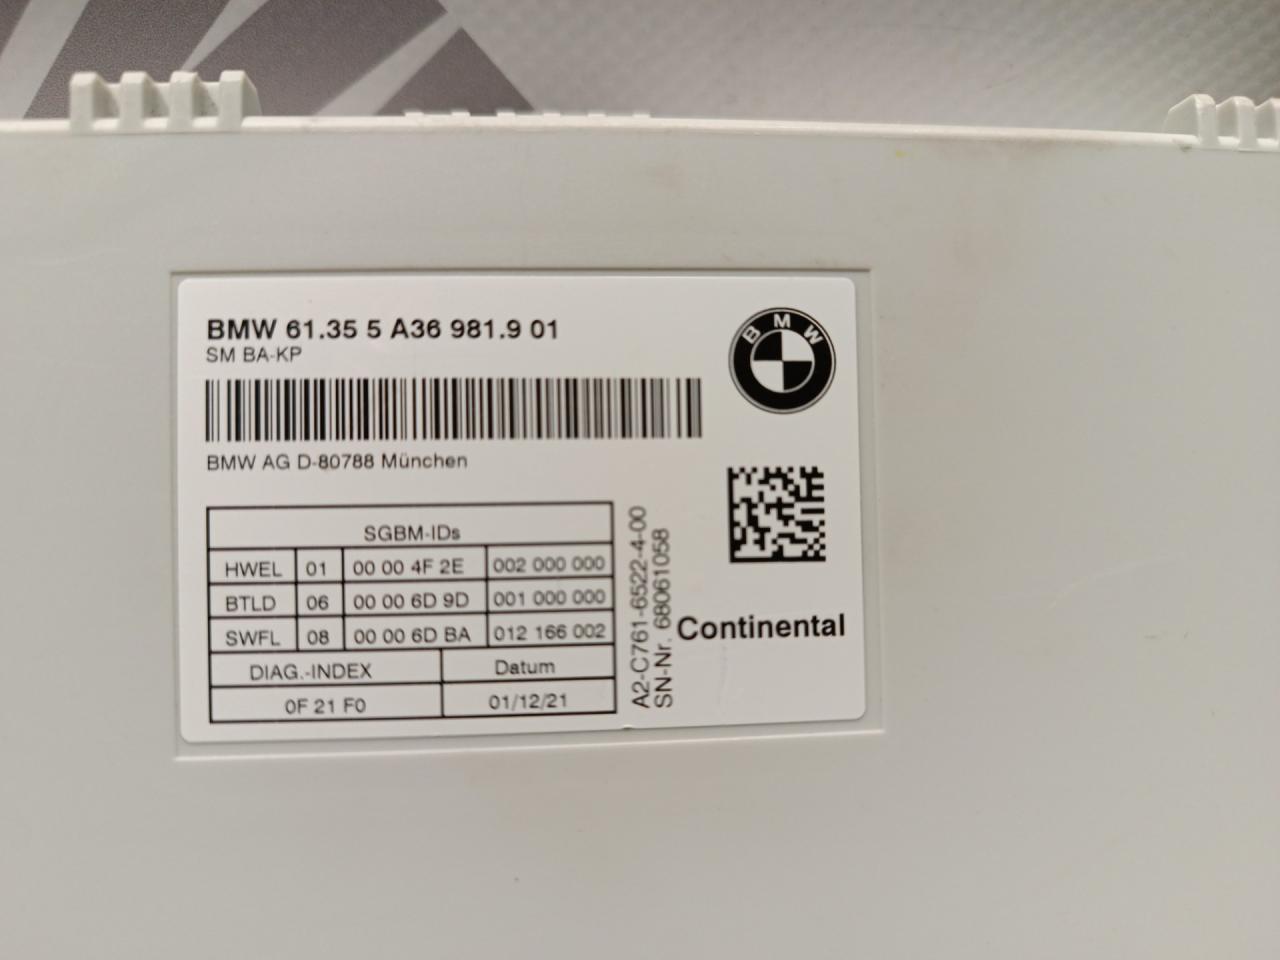 BMW 61.35 5 A36 981.9 01
SM BA-KP
BMW
BMW AG D-80788 München
SGBM-IDs
HWEL 01 00 00 4F 2E 002 000 000
BTLD 06 00 00 6D 9D 001 000 000
SWFL 08 00 00 6D BA 012 166 002
DIAG.-INDEX Datum
0F 21 F0 01/12/21
A2-C761-6522-4-00
SN-Nr. 68061058
Continental